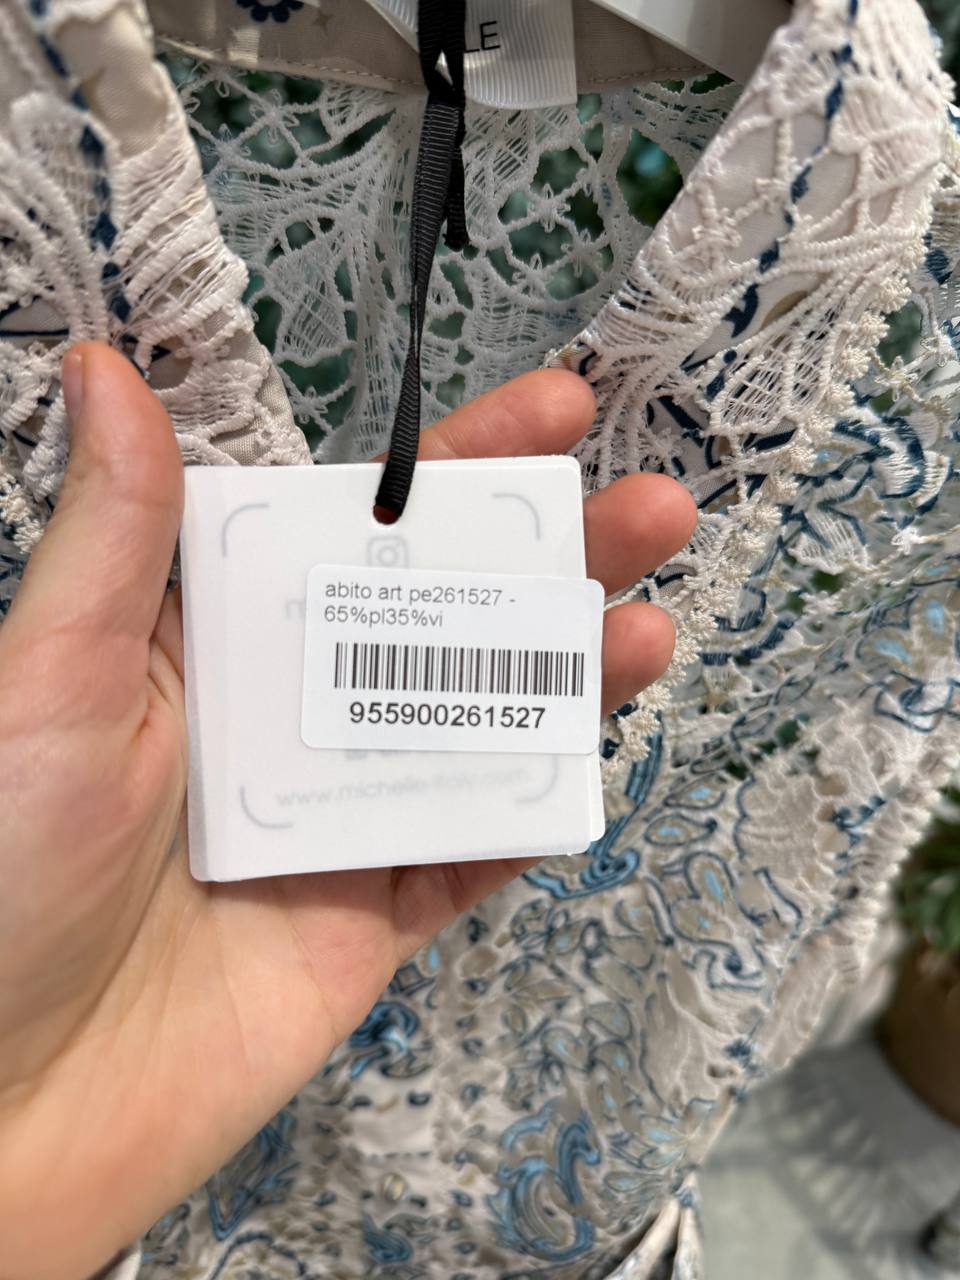 LE
abito art pe261527 -
65%pl35%vi
955900261527
www.michelle-italy.com